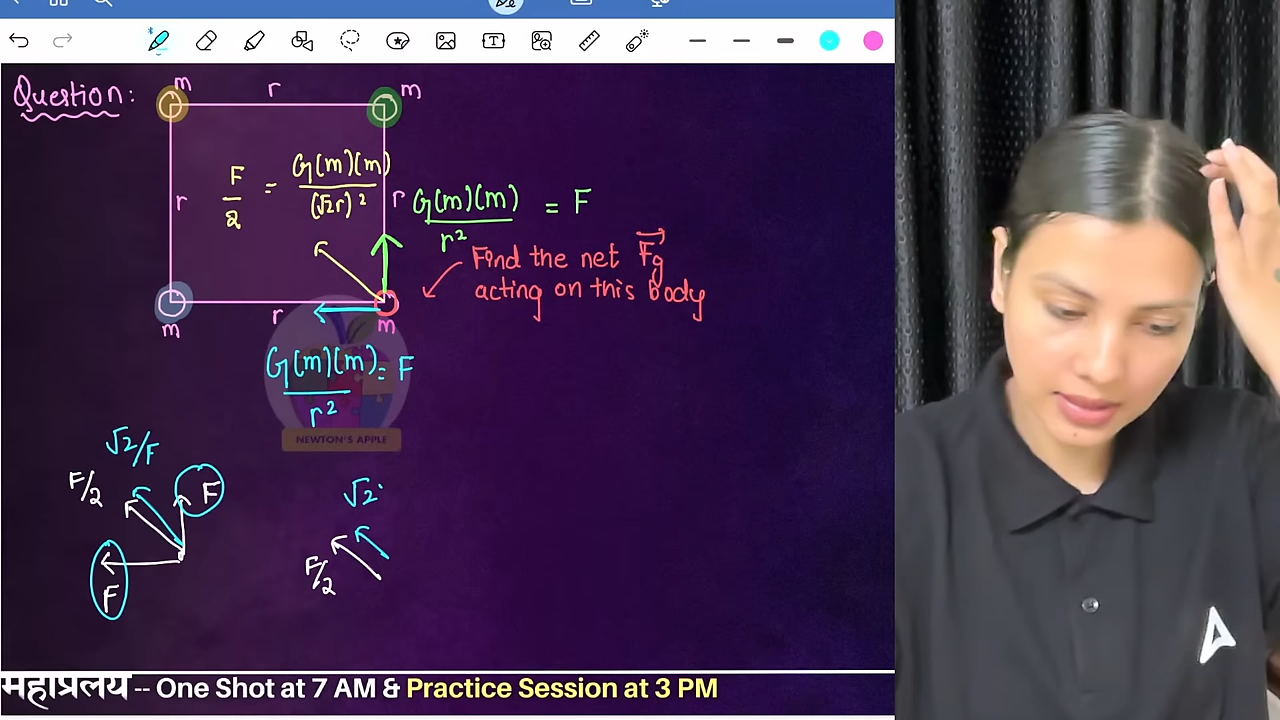 Question:
m
r
m
r
F/2 = G(m)(m)/(√2r)²
r
G(m)(m)/r² = F
Find the net Fg
acting on this body
m
r
m
G(m)(m)/r² = F
NEWTON'S APPLE
√2/F
F/2
F
F
√2
F/2
महाप्रलय -- One Shot at 7 AM & Practice Session at 3 PM